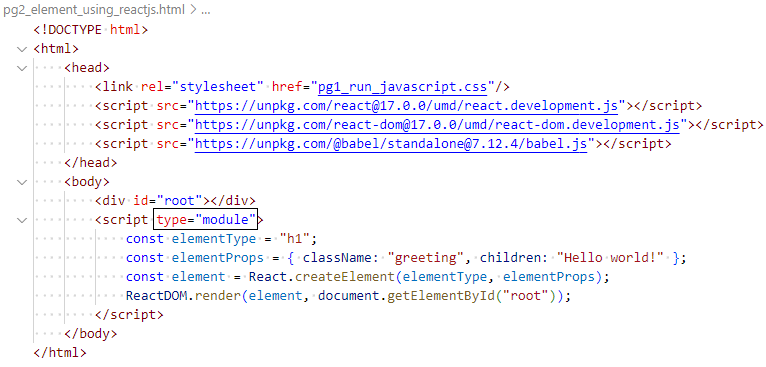 pg2_element_using_reactjs.html > ...
<!DOCTYPE html>
<html>
<head>
<link rel="stylesheet" href="pg1_run_javascript.css"/>
<script src="https://unpkg.com/react@17.0.0/umd/react.development.js"></script>
<script src="https://unpkg.com/react-dom@17.0.0/umd/react-dom.development.js"></script>
<script src="https://unpkg.com/@babel/standalone@7.12.4/babel.js"></script>
</head>
<body>
<div id="root"></div>
<script type="module">
const elementType = "h1";
const elementProps = { className: "greeting", children: "Hello world!" };
const element = React.createElement(elementType, elementProps);
ReactDOM.render(element, document.getElementById("root"));
</script>
</body>
</html>